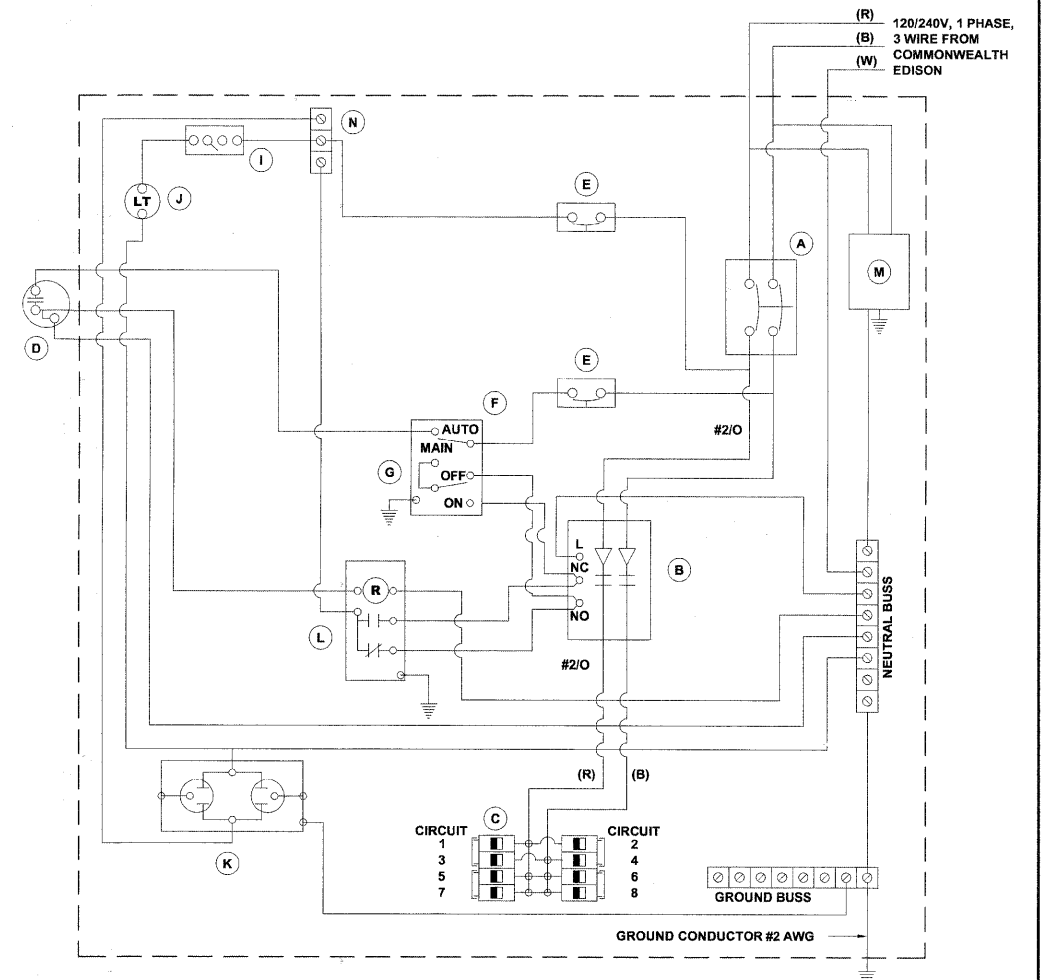 (R)
120/240V, 1 PHASE,
(B)
3 WIRE FROM
COMMONWEALTH
(W)
EDISON
N
I
LT
J
E
A
M
D
E
F
AUTO
MAIN
#2/O
G
OFF
ON
L
NC
B
R
NO
L
#2/O
NEUTRAL BUSS
(R)
(B)
C
CIRCUIT
CIRCUIT
1
2
3
4
5
6
7
8
K
GROUND BUSS
GROUND CONDUCTOR #2 AWG